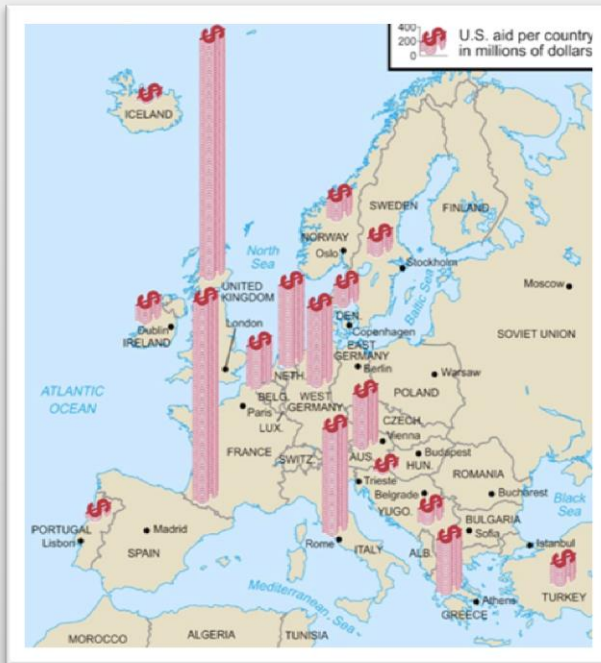 400
200
0
U.S. aid per country
in millions of dollars
ICELAND
SWEDEN
FINLAND
NORWAY
Oslo
North
Sea
Stockholm
Baltic Sea
Moscow
UNITED
KINGDOM
London
Dublin
IRELAND
DEN.
Copenhagen
SOVIET UNION
EAST
GERMANY
Berlin
Warsaw
POLAND
NETH.
BELG.
WEST
GERMANY
ATLANTIC
OCEAN
Paris
LUX.
CZECH.
Vienna
FRANCE
SWITZ.
AUS.
Budapest
HUN.
ROMANIA
Trieste
Belgrade
Bucharest
YUGO.
Black
Sea
PORTUGAL
Lisbon
Madrid
SPAIN
BULGARIA
Sofia
Rome
ITALY
ALB.
Istanbul
Mediterranean Sea
Athens
GREECE
TURKEY
MOROCCO
ALGERIA
TUNISIA